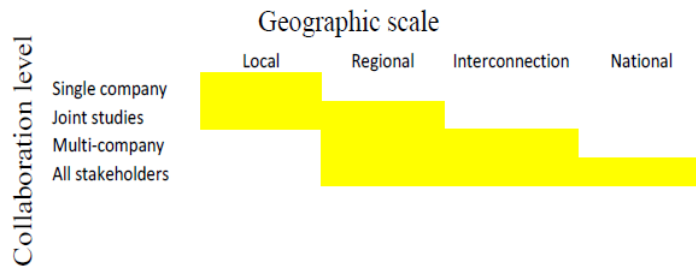 Geographic scale
Local Regional Interconnection National
Collaboration level
Single company
Joint studies
Multi-company
All stakeholders